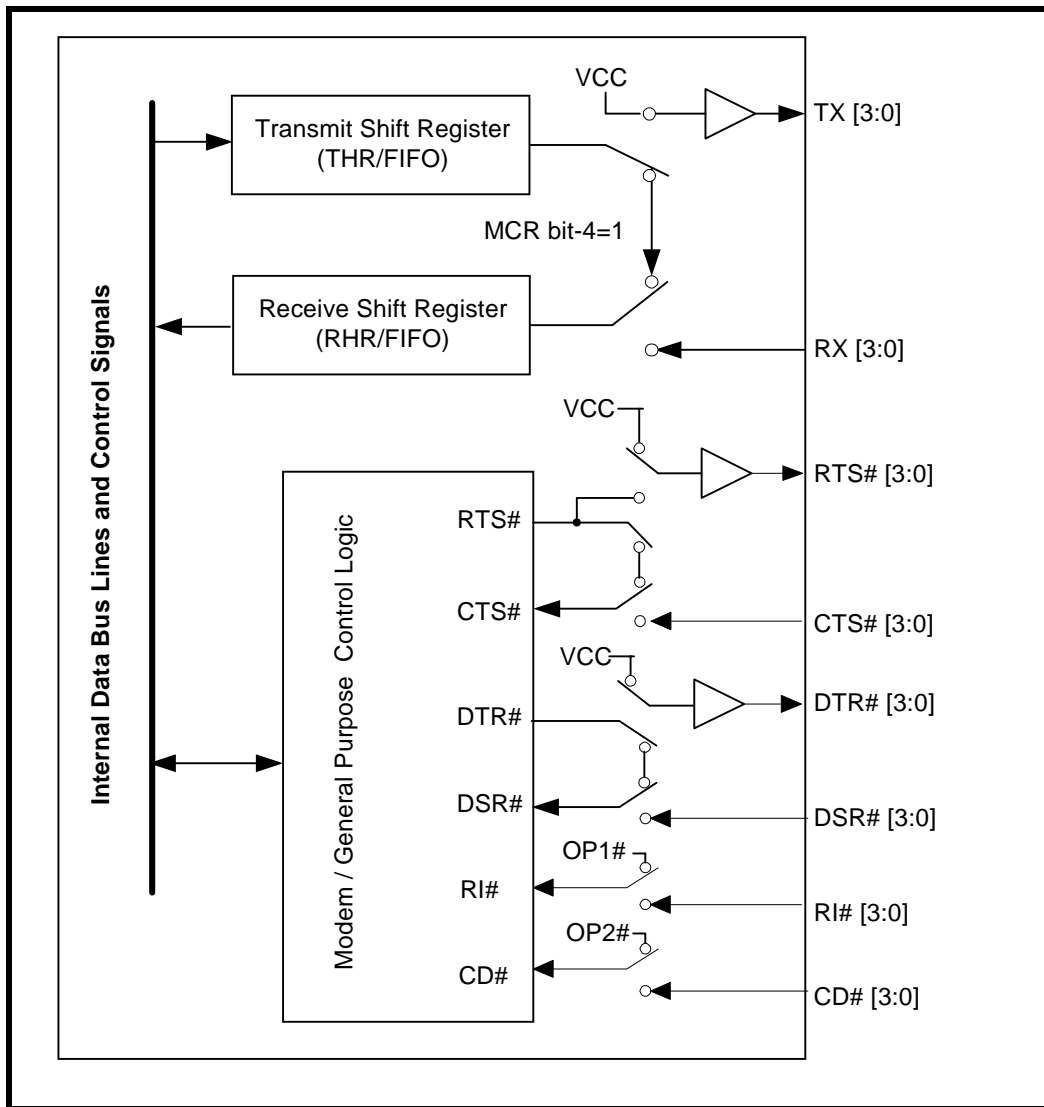 VCC
TX [3:0]
Transmit Shift Register
(THR/FIFO)
MCR bit-4=1
Receive Shift Register
(RHR/FIFO)
RX [3:0]
Internal Data Bus Lines and Control Signals
VCC
RTS# [3:0]
Modem / General Purpose Control Logic
RTS#
CTS#
CTS# [3:0]
VCC
DTR#
DTR# [3:0]
DSR#
DSR# [3:0]
OP1#
RI#
RI# [3:0]
OP2#
CD#
CD# [3:0]